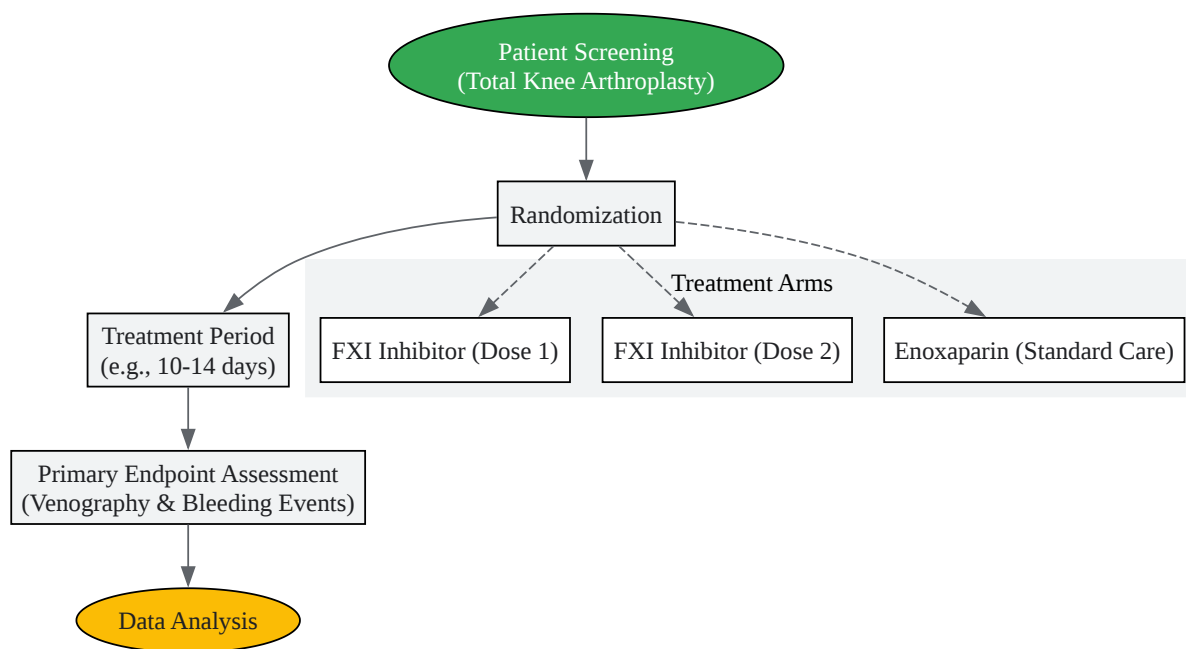 Patient Screening
(Total Knee Arthroplasty)
Randomization
Treatment Arms
Treatment Period
(e.g., 10-14 days)
FXI Inhibitor (Dose 1)
FXI Inhibitor (Dose 2)
Enoxaparin (Standard Care)
Primary Endpoint Assessment
(Venography & Bleeding Events)
Data Analysis